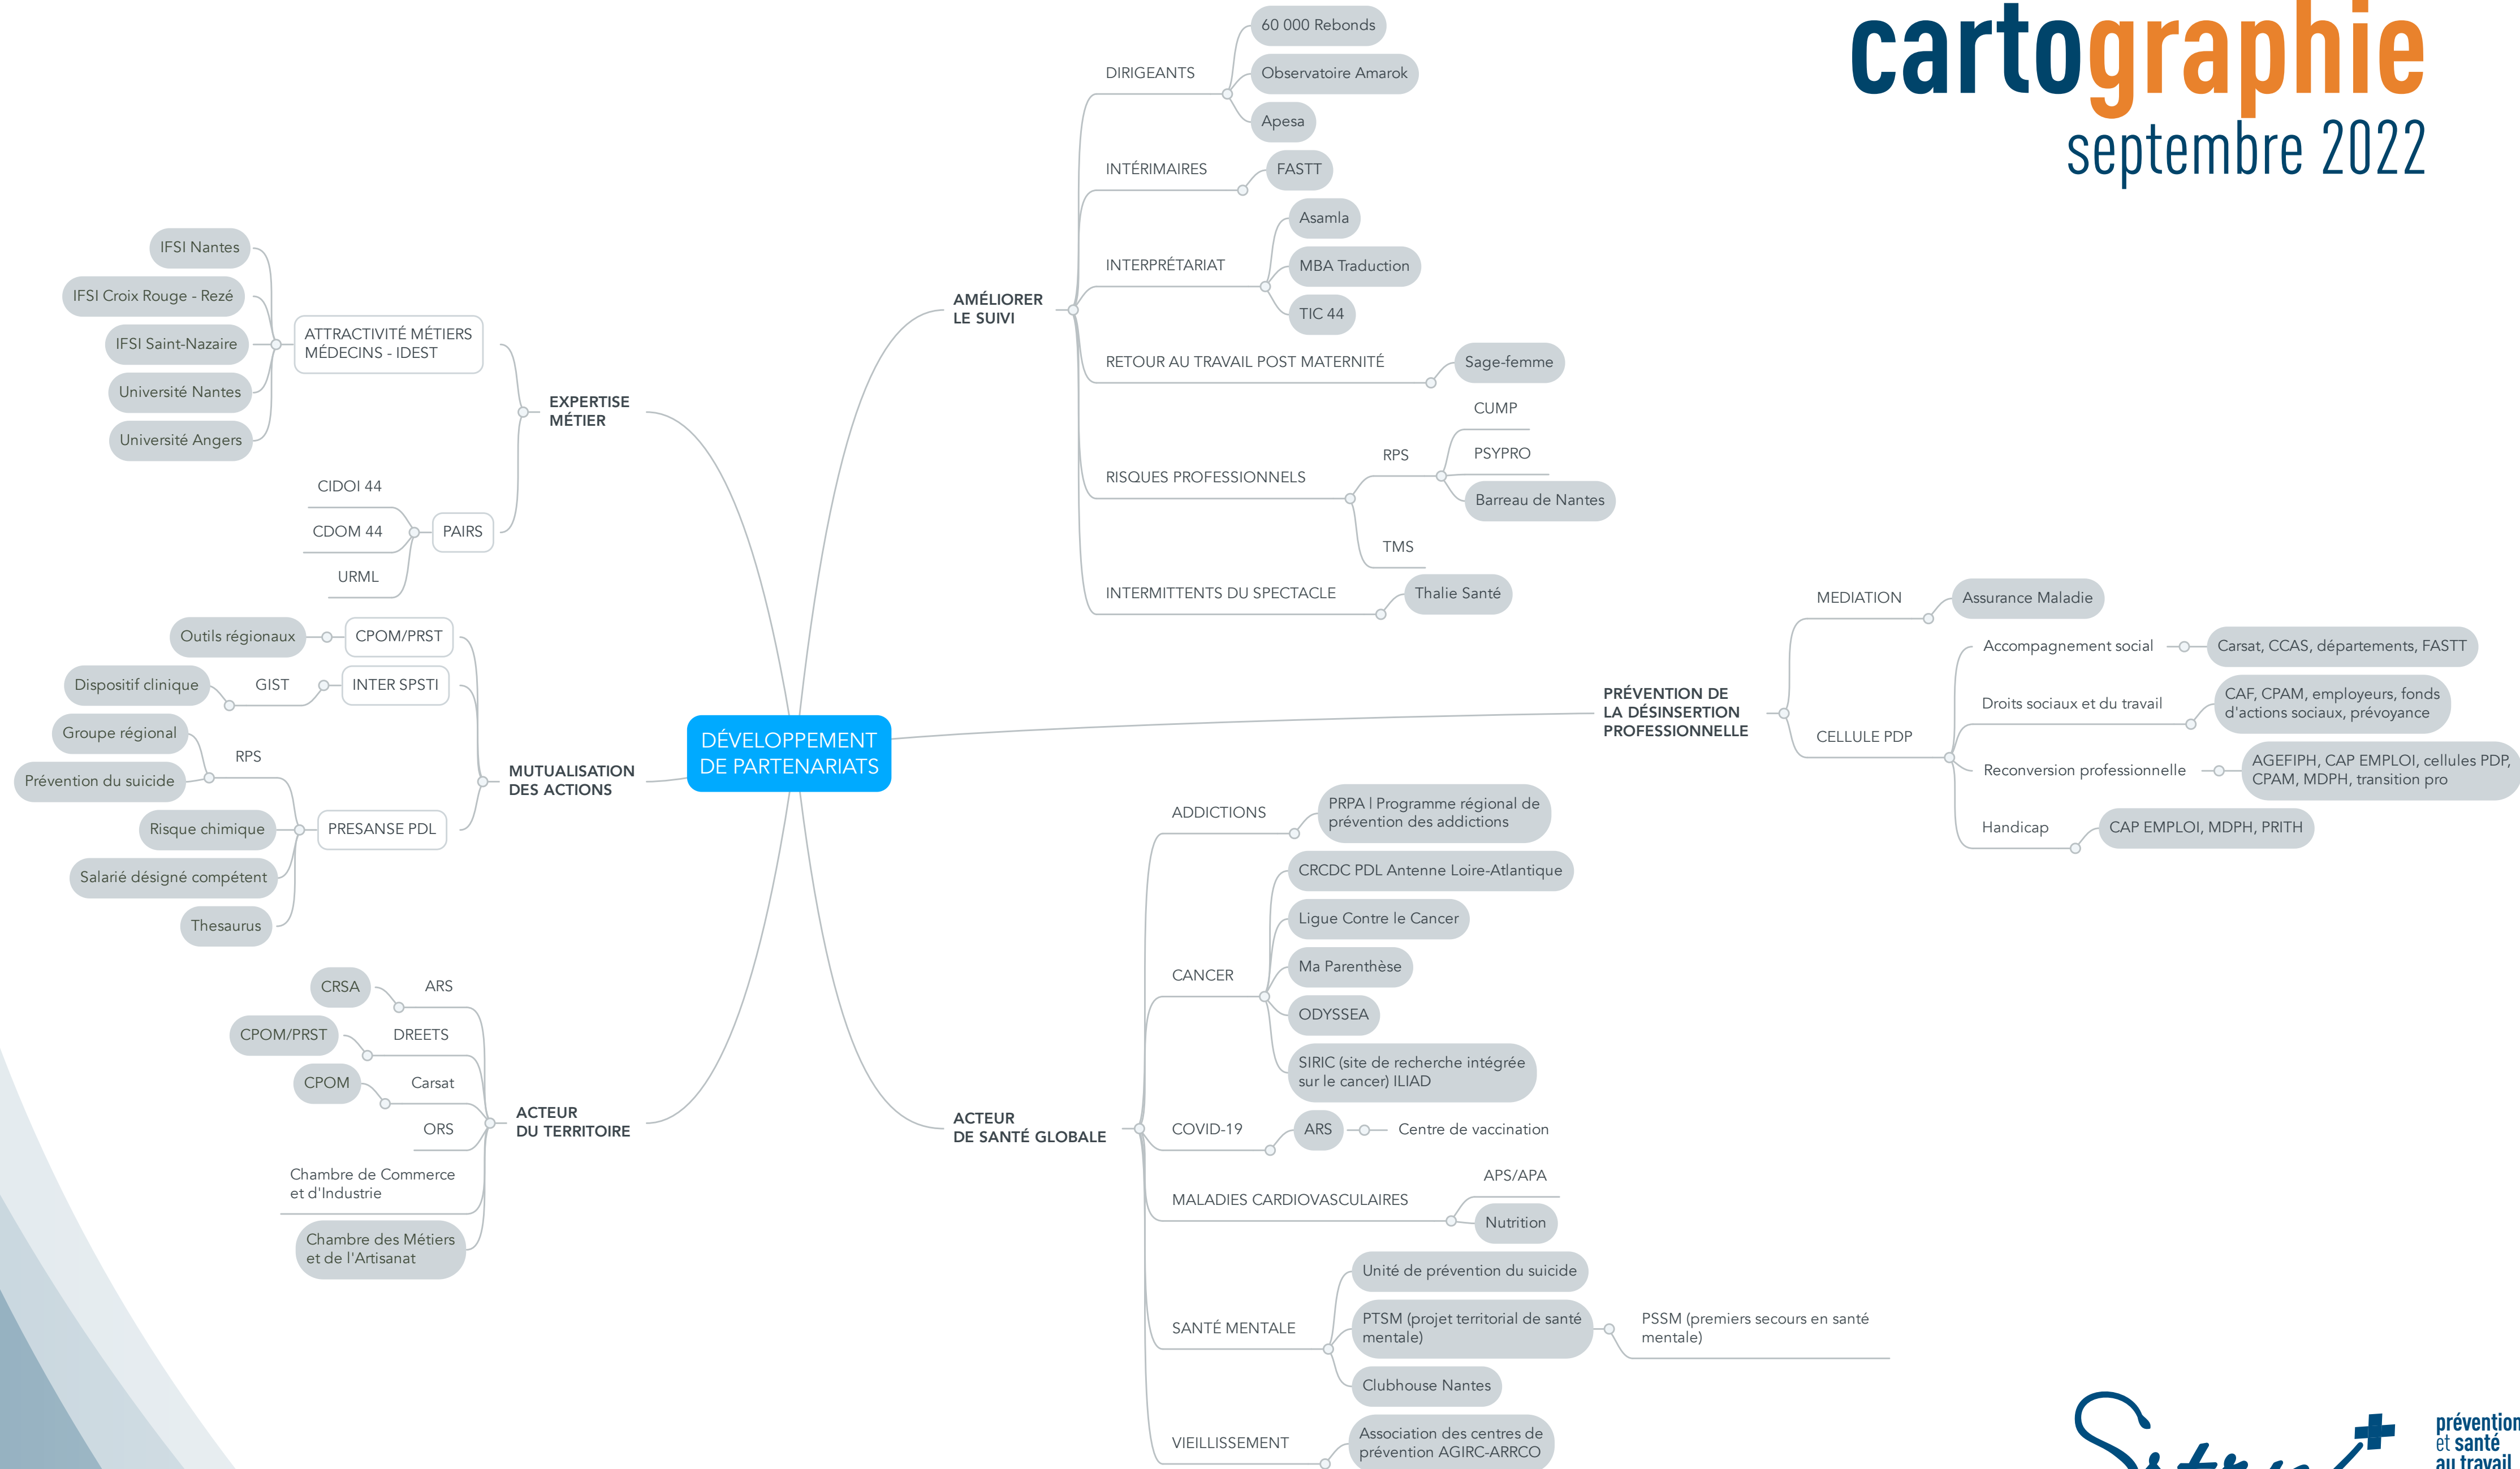 cartographie
septembre 2022
DÉVELOPPEMENT
DE PARTENARIATS
AMÉLIORER
LE SUIVI
DIRIGEANTS
60 000 Rebonds
Observatoire Amarok
Apesa
INTÉRIMAIRES
FASTT
INTERPRÉTARIAT
Asamla
MBA Traduction
TIC 44
RETOUR AU TRAVAIL POST MATERNITÉ
Sage-femme
RISQUES PROFESSIONNELS
RPS
CUMP
PSYPRO
Barreau de Nantes
TMS
INTERMITTENTS DU SPECTACLE
Thalie Santé
PRÉVENTION DE
LA DÉSINSERTION
PROFESSIONNELLE
MEDIATION
Assurance Maladie
CELLULE PDP
Accompagnement social
Carsat, CCAS, départements, FASTT
Droits sociaux et du travail
CAF, CPAM, employeurs, fonds
d'actions sociaux, prévoyance
Reconversion professionnelle
AGEFIPH, CAP EMPLOI, cellules PDP,
CPAM, MDPH, transition pro
Handicap
CAP EMPLOI, MDPH, PRITH
ACTEUR
DE SANTÉ GLOBALE
ADDICTIONS
PRPA l Programme régional de
prévention des addictions
CANCER
CRCDC PDL Antenne Loire-Atlantique
Ligue Contre le Cancer
Ma Parenthèse
ODYSSEA
SIRIC (site de recherche intégrée
sur le cancer) ILIAD
COVID-19
ARS
Centre de vaccination
MALADIES CARDIOVASCULAIRES
APS/APA
Nutrition
SANTÉ MENTALE
Unité de prévention du suicide
PTSM (projet territorial de santé
mentale)
PSSM (premiers secours en santé
mentale)
Clubhouse Nantes
VIEILLISSEMENT
Association des centres de
prévention AGIRC-ARRCO
EXPERTISE
MÉTIER
ATTRACTIVITÉ MÉTIERS
MÉDECINS - IDEST
IFSI Nantes
IFSI Croix Rouge - Rezé
IFSI Saint-Nazaire
Université Nantes
Université Angers
PAIRS
CIDOI 44
CDOM 44
URML
MUTUALISATION
DES ACTIONS
CPOM/PRST
Outils régionaux
INTER SPSTI
GIST
Dispositif clinique
PRESANSE PDL
RPS
Groupe régional
Prévention du suicide
Risque chimique
Salarié désigné compétent
Thesaurus
ACTEUR
DU TERRITOIRE
ARS
CRSA
DREETS
CPOM/PRST
Carsat
CPOM
ORS
Chambre de Commerce
et d'Industrie
Chambre des Métiers
et de l'Artisanat
prévention
et santé
au travail